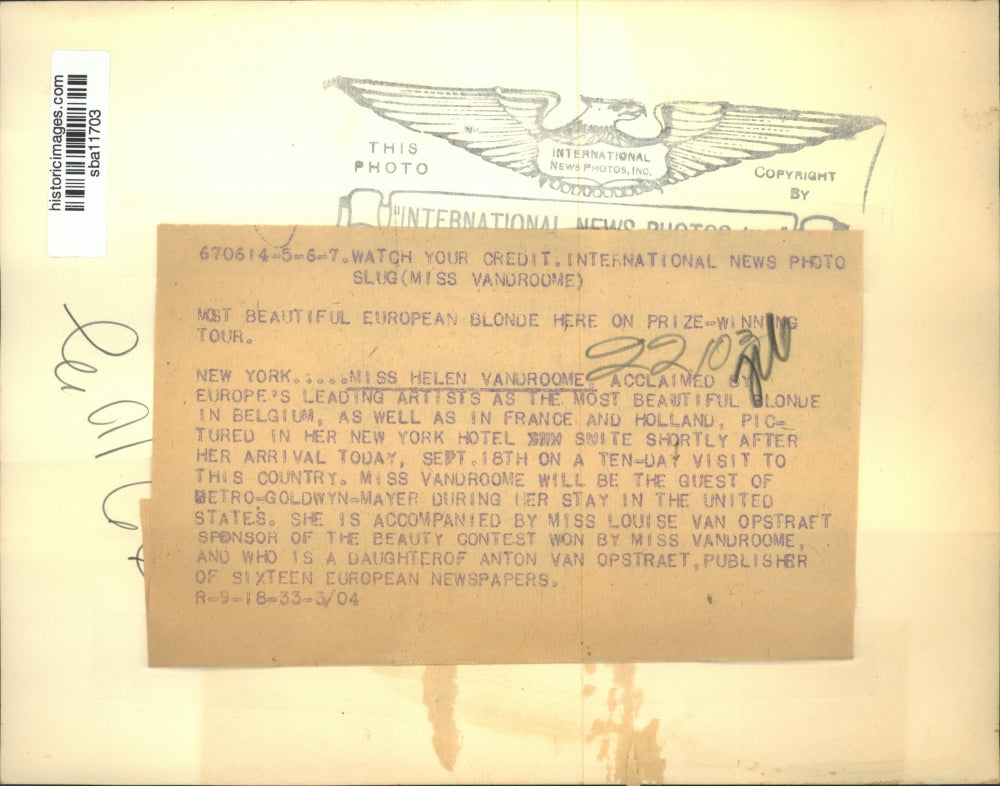 historicimages.com
sba11703
THIS
PHOTO
INTERNATIONAL
NEWS PHOTOS, INC.
COPYRIGHT
BY
"INTERNATIONAL NEWS PHOTOS
670614-5-6-7.WATCH YOUR CREDIT.INTERNATIONAL NEWS PHOTO
SLUG(MISS VANDROOME)
MOST BEAUTIFUL EUROPEAN BLONDE HERE ON PRIZE-WINNING
TOUR.
2210
NEW YORK......MISS HELEN VANDROOME, ACCLAIMED BY
EUROPE'S LEADING ARTISTS AS THE MOST BEAUTIFUL BLONDE
IN BELGIUM, AS WELL AS IN FRANCE AND HOLLAND, PIC-
TURED IN HER NEW YORK HOTEL SUITE SHORTLY AFTER
HER ARRIVAL TODAY, SEPT.18TH ON A TEN-DAY VISIT TO
THIS COUNTRY. MISS VANDROOME WILL BE THE GUEST OF
METRO-GOLDWYN-MAYER DURING HER STAY IN THE UNITED
STATES. SHE IS ACCOMPANIED BY MISS LOUISE VAN OPSTRAFT
SPONSOR OF THE BEAUTY CONTEST WON BY MISS VANDROOME,
AND WHO IS A DAUGHTEROF ANTON VAN OPSTRAET,PUBLISHER
OF SIXTEEN EUROPEAN NEWSPAPERS.
R-9-18-33-3/04